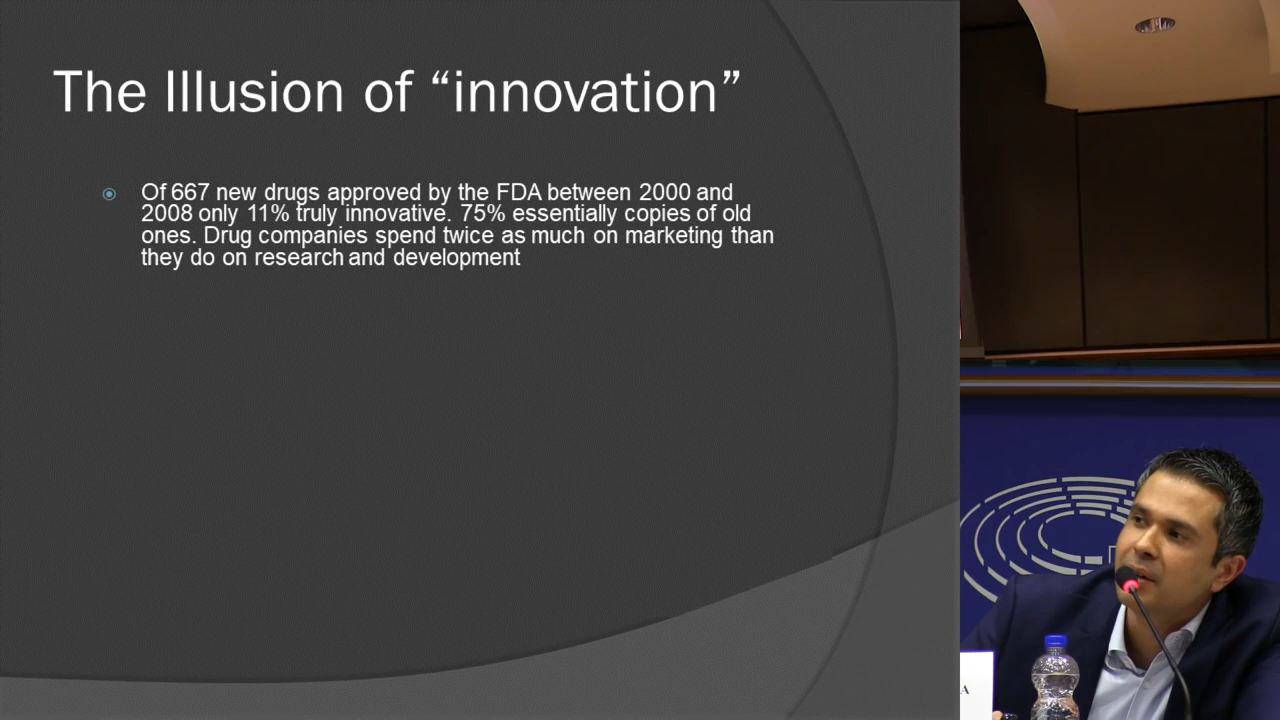 The Illusion of “innovation”
Of 667 new drugs approved by the FDA between 2000 and
2008 only 11% truly innovative. 75% essentially copies of old
ones. Drug companies spend twice as much on marketing than
they do on research and development
A